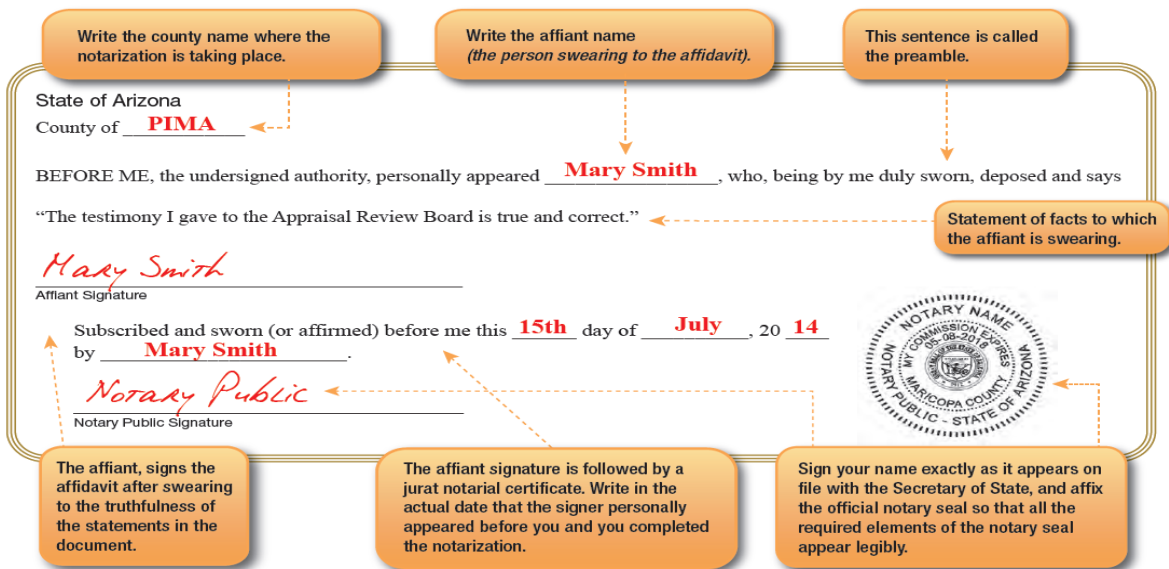 Write the county name where the
notarization is taking place.
Write the affiant name
(the person swearing to the affidavit).
This sentence is called
the preamble.
State of Arizona
County of PIMA
BEFORE ME, the undersigned authority, personally appeared Mary Smith, who, being by me duly sworn, deposed and says
“The testimony I gave to the Appraisal Review Board is true and correct.”
Statement of facts to which
the affiant is swearing.
Mary Smith
Affiant Signature
Subscribed and sworn (or affirmed) before me this 15th day of July, 20 14
by Mary Smith.
Notary Public
Notary Public Signature
NOTARY NAME
MY COMMISSION EXPIRES
05-08-2018
MARICOPA COUNTY
NOTARY PUBLIC - STATE OF ARIZONA
The affiant, signs the
affidavit after swearing
to the truthfulness of
the statements in the
document.
The affiant signature is followed by a
jurat notarial certificate. Write in the
actual date that the signer personally
appeared before you and you completed
the notarization.
Sign your name exactly as it appears on
file with the Secretary of State, and affix
the official notary seal so that all the
required elements of the notary seal
appear legibly.